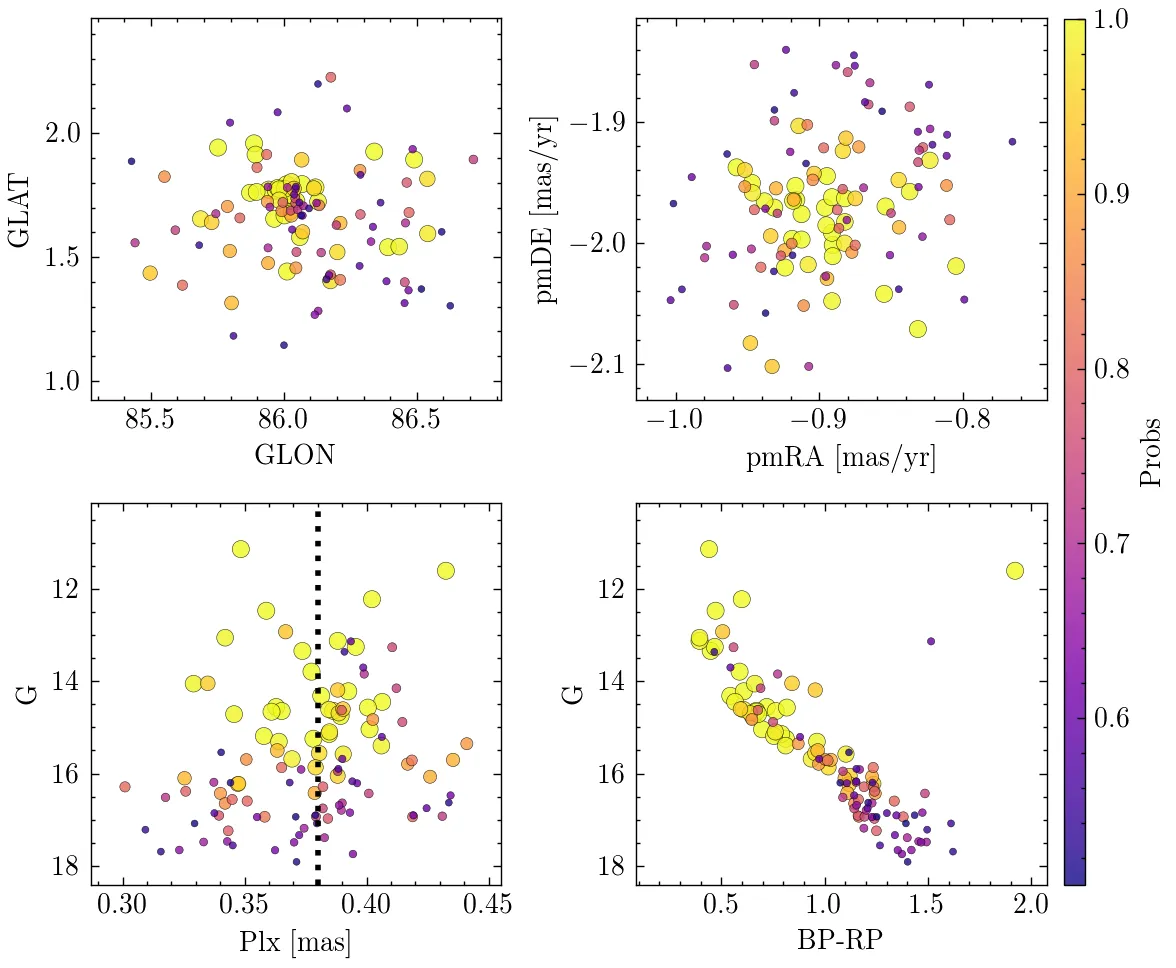 2.0
1.5
1.0
GLAT
85.5 86.0 86.5
GLON
−1.9
−2.0
−2.1
pmDE [mas/yr]
−1.0 −0.9 −0.8
pmRA [mas/yr]
1.0
0.9
0.8
0.7
0.6
Probs
12
14
16
18
G
0.30 0.35 0.40 0.45
Plx [mas]
12
14
16
18
G
0.5 1.0 1.5 2.0
BP-RP